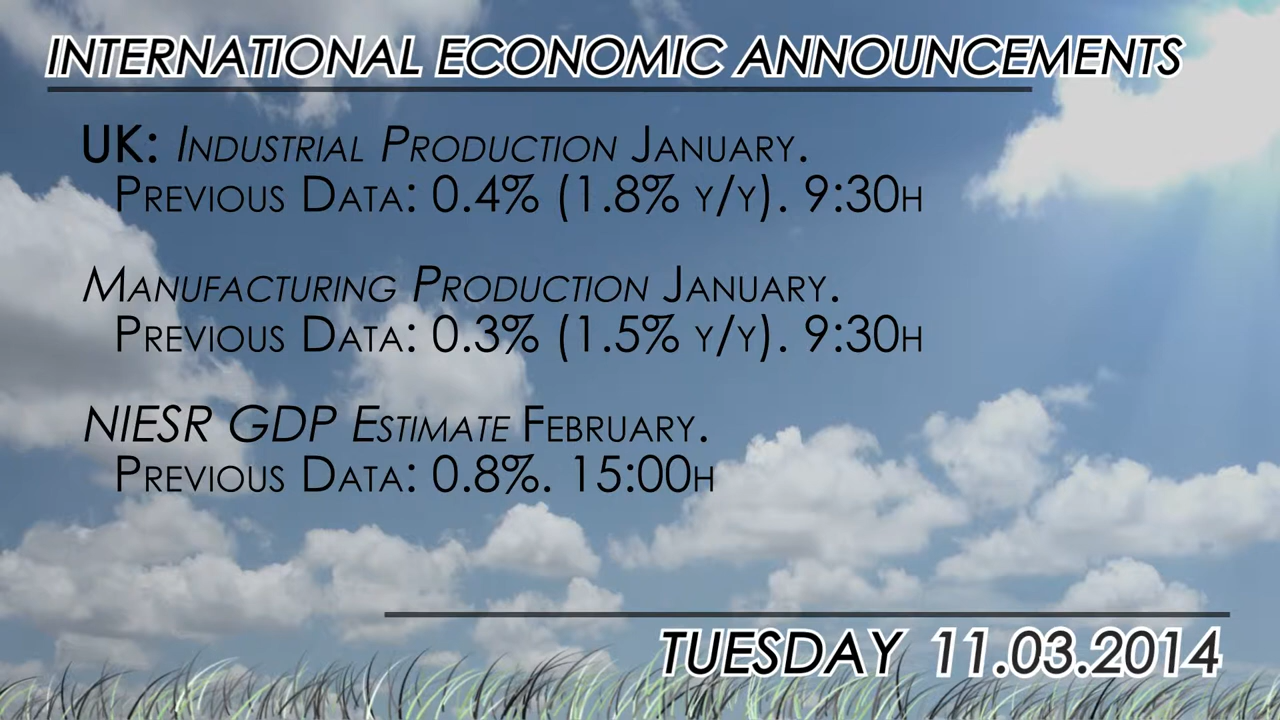 INTERNATIONAL ECONOMIC ANNOUNCEMENTS
UK: INDUSTRIAL PRODUCTION JANUARY.
PREVIOUS DATA: 0.4% (1.8% Y/Y). 9:30H
MANUFACTURING PRODUCTION JANUARY.
PREVIOUS DATA: 0.3% (1.5% Y/Y). 9:30H
NIESR GDP ESTIMATE FEBRUARY.
PREVIOUS DATA: 0.8%. 15:00H
TUESDAY 11.03.2014